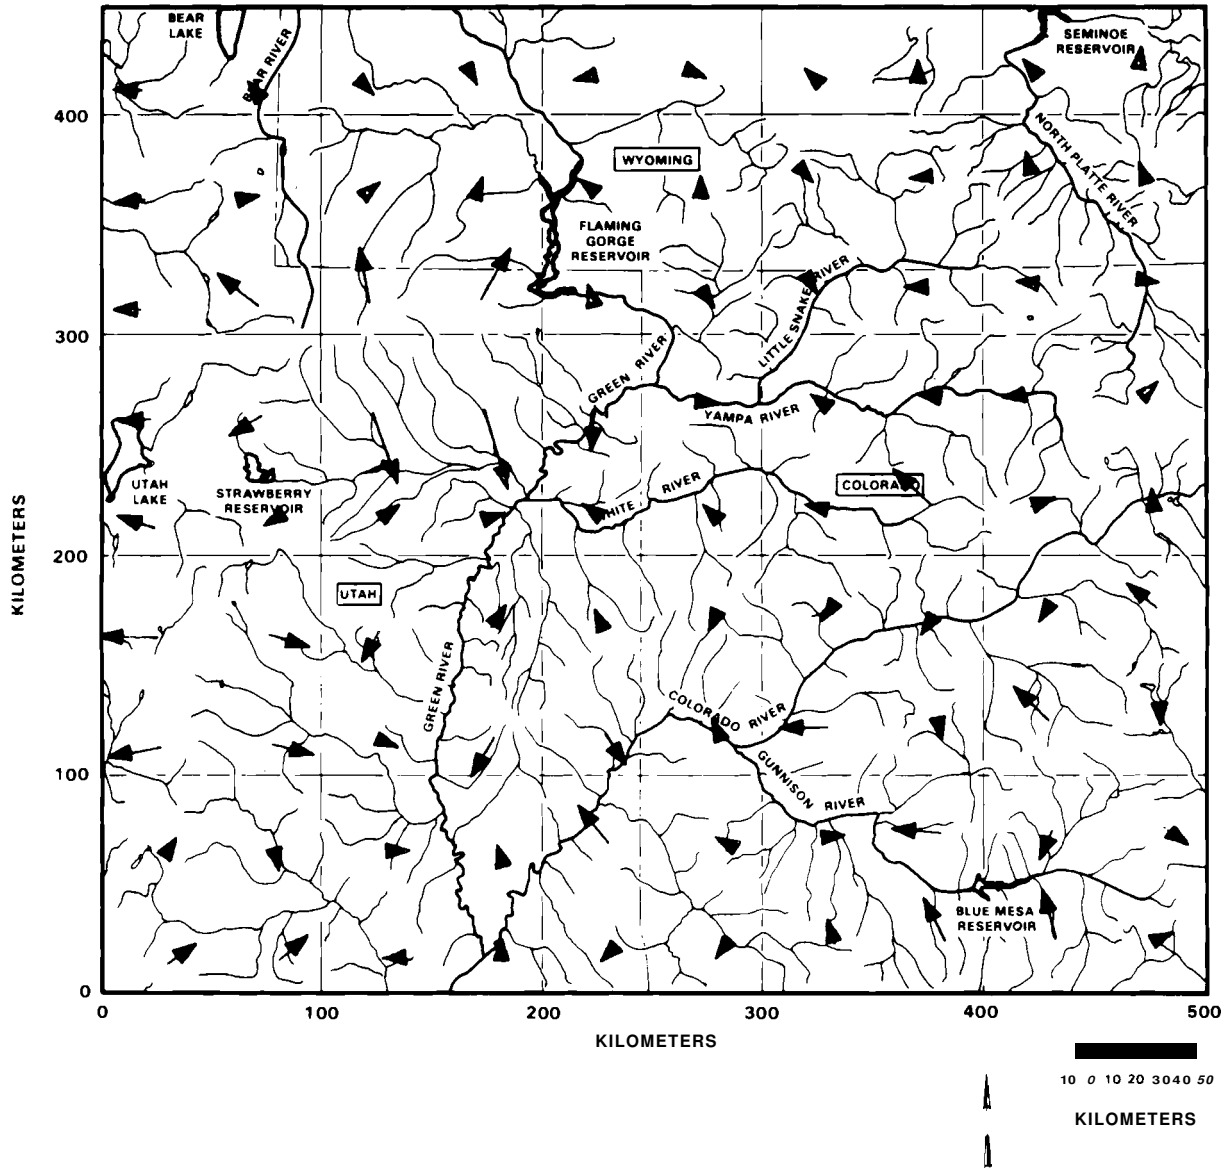 BEAR
LAKE
BEAR RIVER
SEMINOE
RESERVOIR
400
NORTH PLATTE RIVER
WYOMING
FLAMING
GORGE
RESERVOIR
LITTLE SNAKE RIVER
300
GREEN RIVER
YAMPA RIVER
UTAH
LAKE
STRAWBERRY
RESERVOIR
WHITE RIVER
COLORADO
200
KILOMETERS
UTAH
GREEN RIVER
COLORADO RIVER
GUNNISON RIVER
100
BLUE MESA
RESERVOIR
0
0 100 200 300 400 500
KILOMETERS
10 0 10 20 3040 50
KILOMETERS